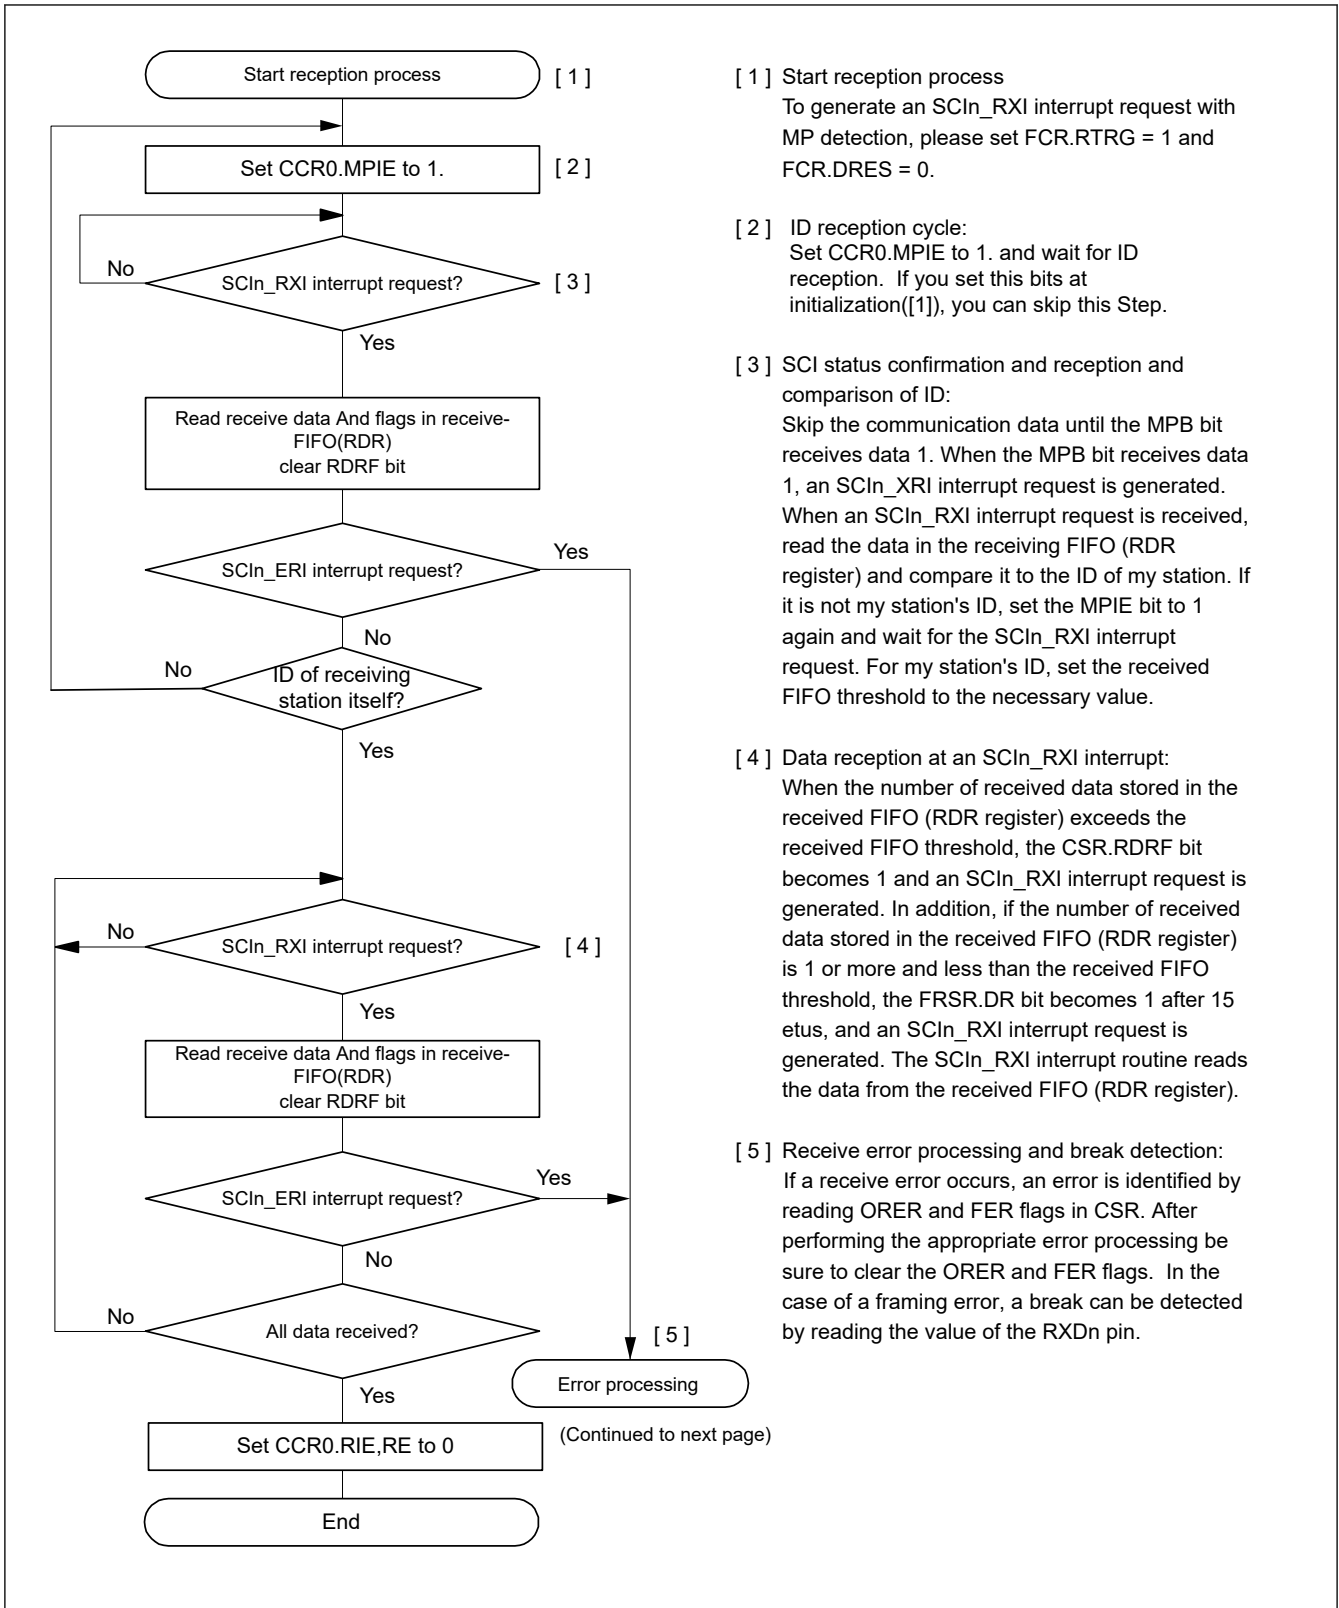 Start reception process
[ 1 ]
Set CCR0.MPIE to 1.
[ 2 ]
No
SCIn_RXI interrupt request?
[ 3 ]
Yes
Read receive data And flags in receive-
FIFO(RDR)
clear RDRF bit
SCIn_ERI interrupt request?
Yes
No
No
ID of receiving
station itself?
Yes
No
SCIn_RXI interrupt request?
[ 4 ]
Yes
Read receive data And flags in receive-
FIFO(RDR)
clear RDRF bit
SCIn_ERI interrupt request?
Yes
No
No
All data received?
[ 5 ]
Error processing
Yes
(Continued to next page)
Set CCR0.RIE,RE to 0
End
[ 1 ] Start reception process
To generate an SCIn_RXI interrupt request with
MP detection, please set FCR.RTRG = 1 and
FCR.DRES = 0.
[ 2 ] ID reception cycle:
Set CCR0.MPIE to 1. and wait for ID
reception. If you set this bits at
initialization([1]), you can skip this Step.
[ 3 ] SCI status confirmation and reception and
comparison of ID:
Skip the communication data until the MPB bit
receives data 1. When the MPB bit receives data
1, an SCIn_XRI interrupt request is generated.
When an SCIn_RXI interrupt request is received,
read the data in the receiving FIFO (RDR
register) and compare it to the ID of my station. If
it is not my station's ID, set the MPIE bit to 1
again and wait for the SCIn_RXI interrupt
request. For my station's ID, set the received
FIFO threshold to the necessary value.
[ 4 ] Data reception at an SCIn_RXI interrupt:
When the number of received data stored in the
received FIFO (RDR register) exceeds the
received FIFO threshold, the CSR.RDRF bit
becomes 1 and an SCIn_RXI interrupt request is
generated. In addition, if the number of received
data stored in the received FIFO (RDR register)
is 1 or more and less than the received FIFO
threshold, the FRSR.DR bit becomes 1 after 15
etus, and an SCIn_RXI interrupt request is
generated. The SCIn_RXI interrupt routine reads
the data from the received FIFO (RDR register).
[ 5 ] Receive error processing and break detection:
If a receive error occurs, an error is identified by
reading ORER and FER flags in CSR. After
performing the appropriate error processing be
sure to clear the ORER and FER flags. In the
case of a framing error, a break can be detected
by reading the value of the RXDn pin.